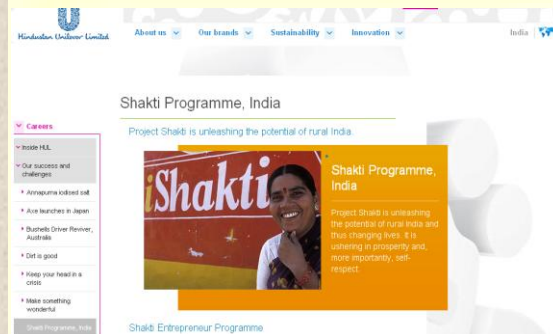 Hindustan Unilever Limited
About us Our brands Sustainability Innovation India
Shakti Programme, India
Careers
Project Shakti is unleashing the potential of rural India.
Inside HUL
Our success and
challenges
Annapurna iodised salt
Axe launches in Japan
Bushells Driver Reviver,
Australia
Dirt is good
Keep your head in a
crisis
Make something
wonderful
Shakti Programme, India
iShakti
Shakti Programme,
India
Project Shakti is unleashing
the potential of rural India and
thus changing lives. It is
ushering in prosperity and,
more importantly, self-
respect.
Shakti Entrepreneur Programme